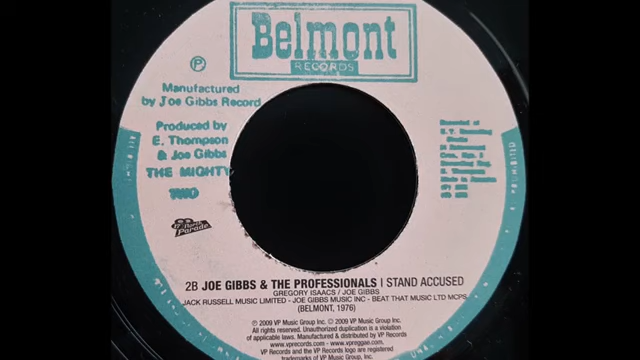 Belmont
RECORDS
℗
Manufactured
by Joe Gibbs Record
Produced by
E. Thompson
& Joe Gibbs
THE MIGHTY
TWO
VP North
Parade
2B JOE GIBBS & THE PROFESSIONALS I STAND ACCUSED
GREGORY ISAACS / JOE GIBBS
JACK RUSSELL MUSIC LIMITED - JOE GIBBS MUSIC INC - BEAT THAT MUSIC LTD MCPS
(BELMONT, 1976)
℗ 2009 VP Music Group Inc. © 2009 VP Music Group Inc.
All rights reserved. Unauthorized duplication is a violation
of applicable laws. Manufactured & distributed by VP Records.
www.vprecords.com - www.vpreggae.com
VP Records and the VP Records logo are registered
trademarks of VP Music Group Inc.